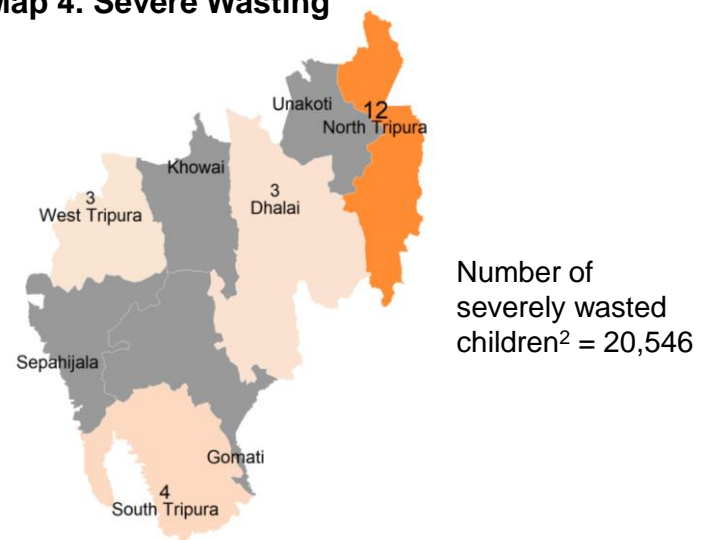 Map 4. Severe Wasting
Unakoti
12
North Tripura
Khowai
3
West Tripura
3
Dhalai
Number of
severely wasted
children² = 20,546
Sepahijala
Gomati
4
South Tripura